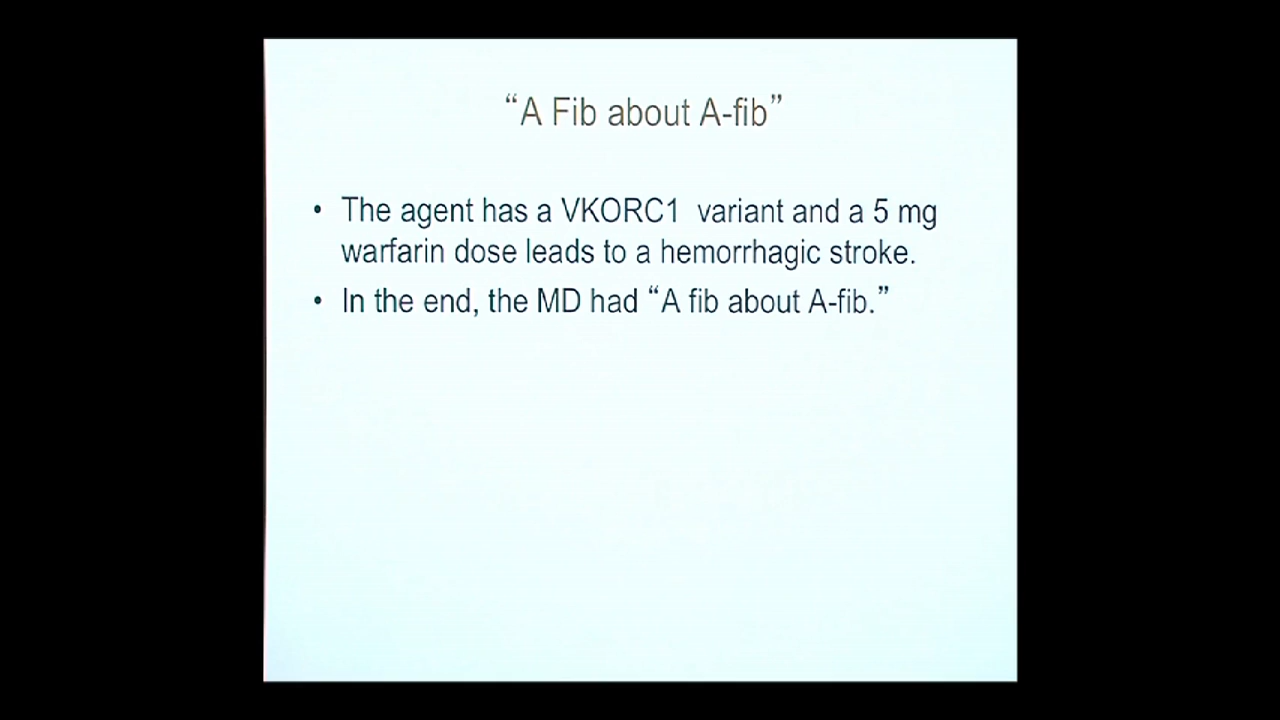 “A Fib about A-fib”
• The agent has a VKORC1 variant and a 5 mg
warfarin dose leads to a hemorrhagic stroke.
• In the end, the MD had “A fib about A-fib.”